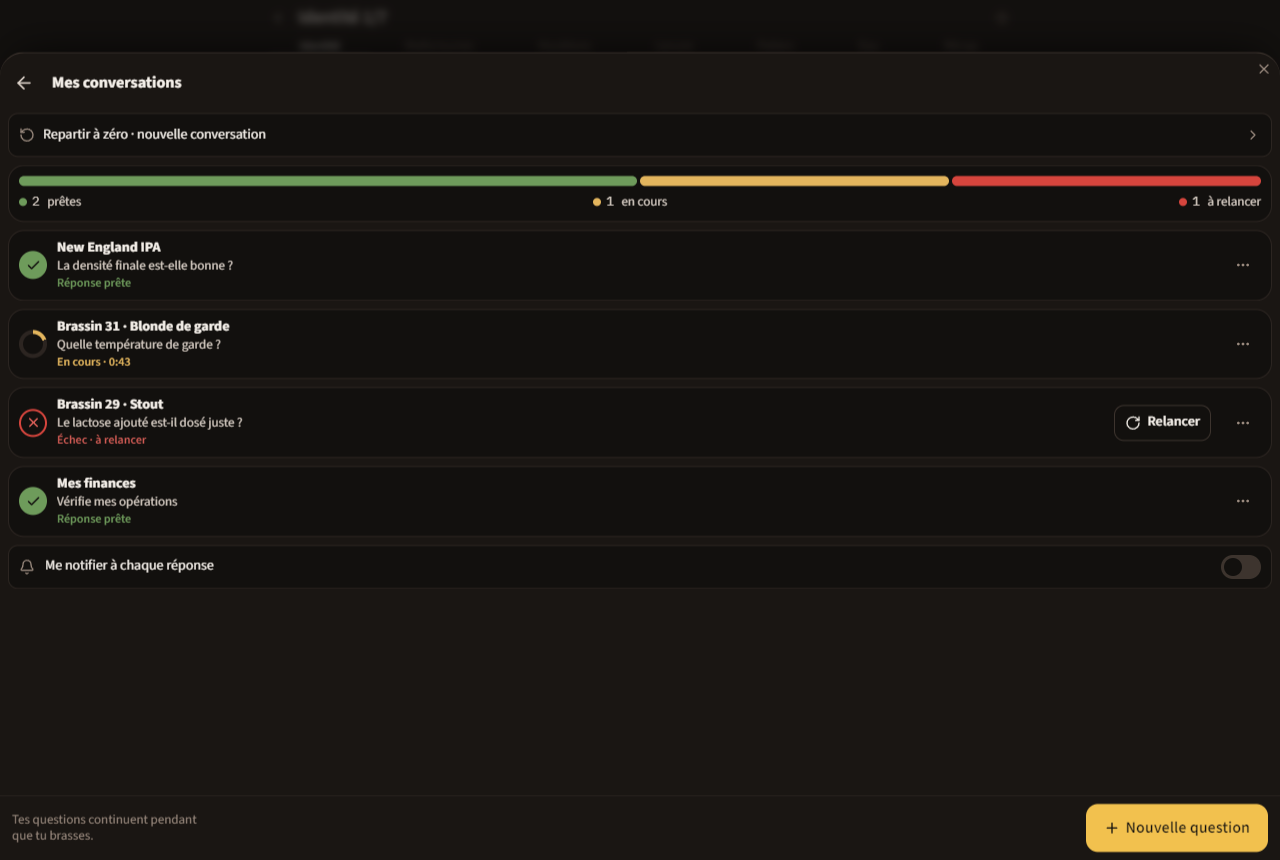 Mes conversations
Repartir à zéro · nouvelle conversation
2 prêtes
1 en cours
1 à relancer
New England IPA
La densité finale est-elle bonne ?
Réponse prête
Brassin 31 · Blonde de garde
Quelle température de garde ?
En cours · 0:43
Brassin 29 · Stout
Le lactose ajouté est-il dosé juste ?
Échec · à relancer
Relancer
Mes finances
Vérifie mes opérations
Réponse prête
Me notifier à chaque réponse
Tes questions continuent pendant
que tu brasses.
Nouvelle question